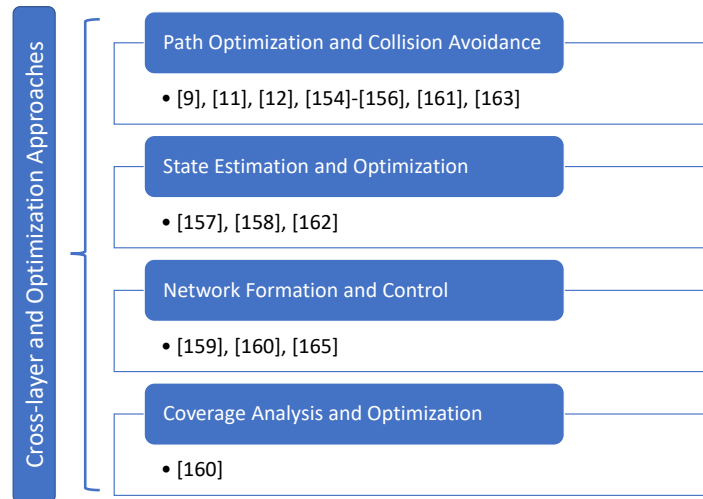 Cross-layer and Optimization Approaches
Path Optimization and Collision Avoidance
• [9], [11], [12], [154]-[156], [161], [163]
State Estimation and Optimization
• [157], [158], [162]
Network Formation and Control
• [159], [160], [165]
Coverage Analysis and Optimization
• [160]